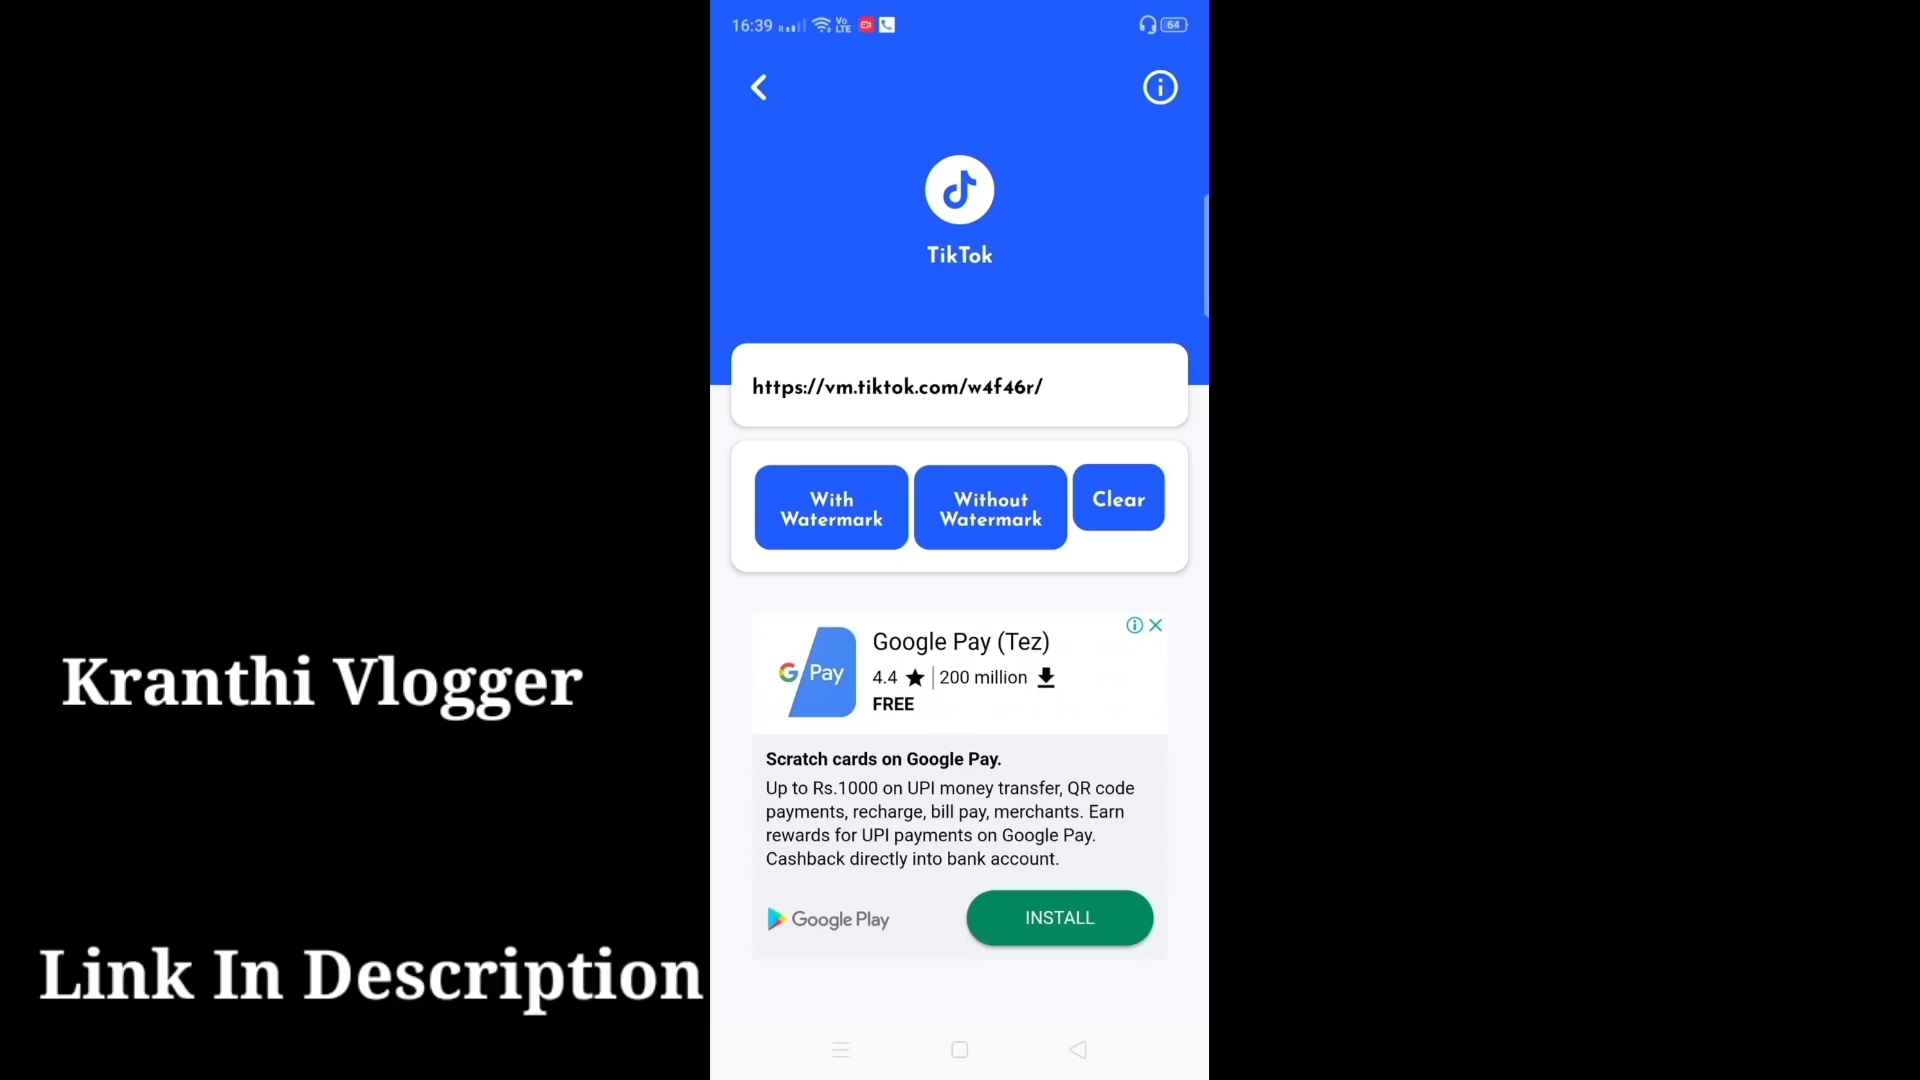 16:39
Vo
LTE
64
TikTok
https://vm.tiktok.com/w4f46r/
With
Watermark
Without
Watermark
Clear
G Pay
Google Pay (Tez)
4.4 ★ | 200 million
FREE
Scratch cards on Google Pay.
Up to Rs.1000 on UPI money transfer, QR code
payments, recharge, bill pay, merchants. Earn
rewards for UPI payments on Google Pay.
Cashback directly into bank account.
Google Play
INSTALL
Kranthi Vlogger
Link In Description